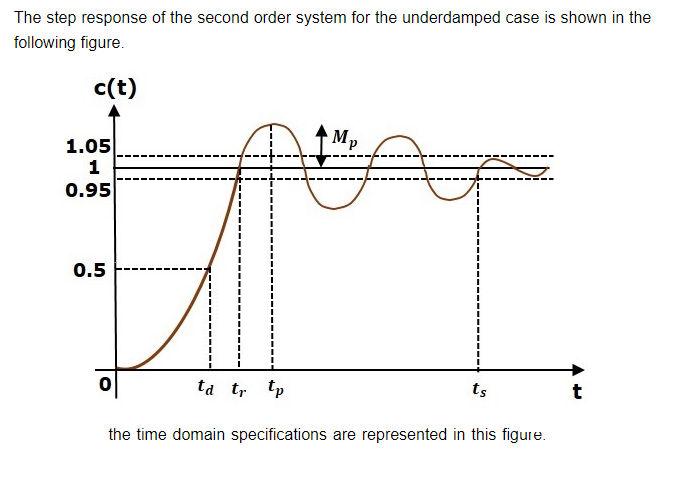 The step response of the second order system for the underdamped case is shown in the
following figure.
c(t)
1.05
1
0.95
0.5
0
Mp
td tr tp ts t
the time domain specifications are represented in this figure.